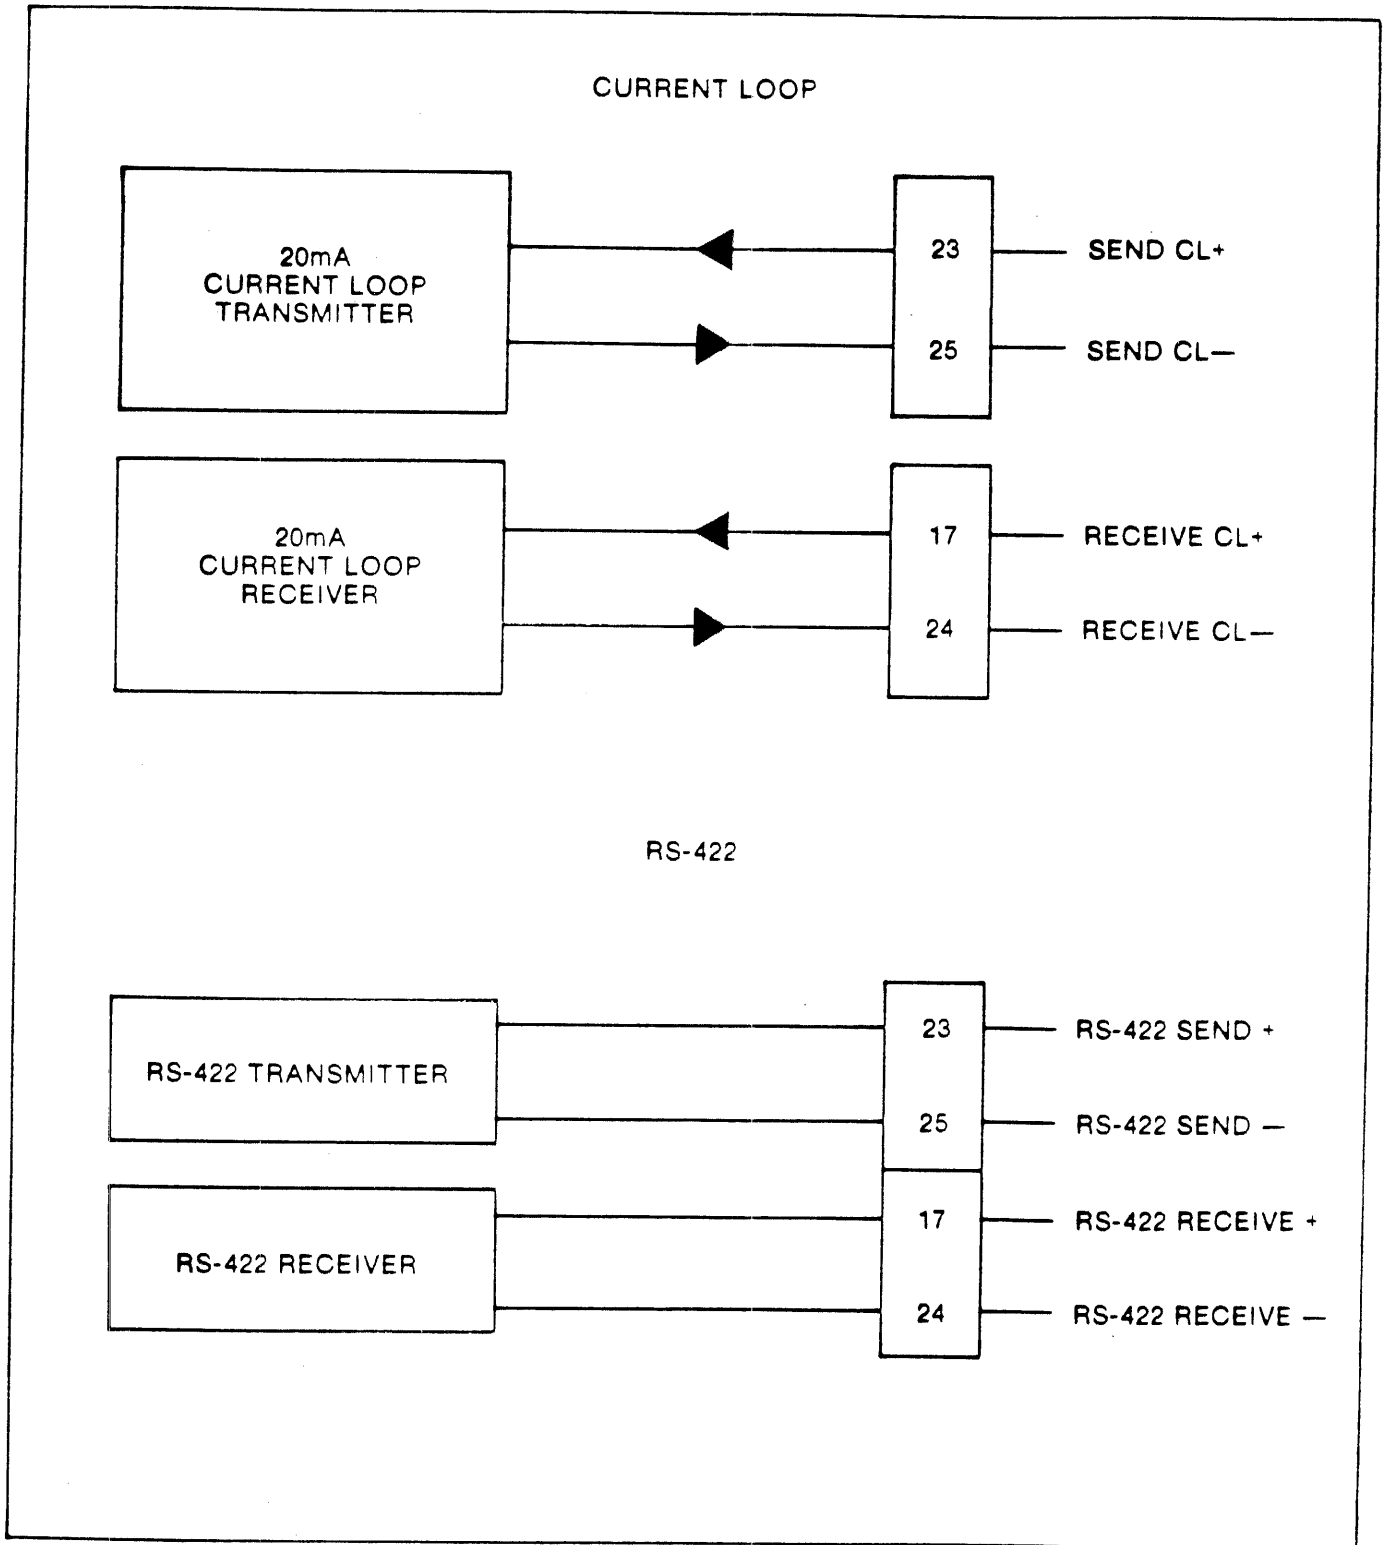 CURRENT LOOP
20mA
CURRENT LOOP
TRANSMITTER
23
SEND CL+
25
SEND CL—
20mA
CURRENT LOOP
RECEIVER
17
RECEIVE CL+
24
RECEIVE CL—
RS-422
RS-422 TRANSMITTER
23
RS-422 SEND +
25
RS-422 SEND —
RS-422 RECEIVER
17
RS-422 RECEIVE +
24
RS-422 RECEIVE —